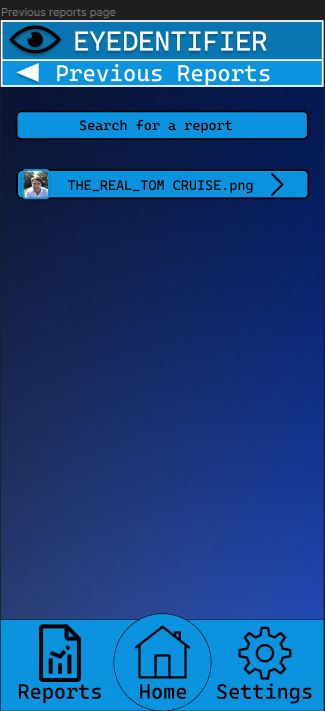 Previous reports page
EYEDENTIFIER
Previous Reports
Search for a report
THE_REAL_TOM CRUISE.png
Reports Home Settings